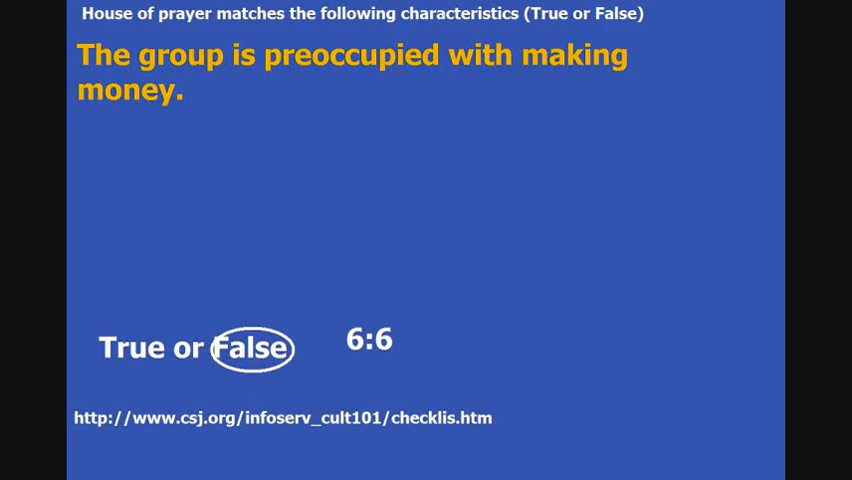 House of prayer matches the following characteristics (True or False)
The group is preoccupied with making
money.
True or False 6:6
http://www.csj.org/infoserv_cult101/checklis.htm